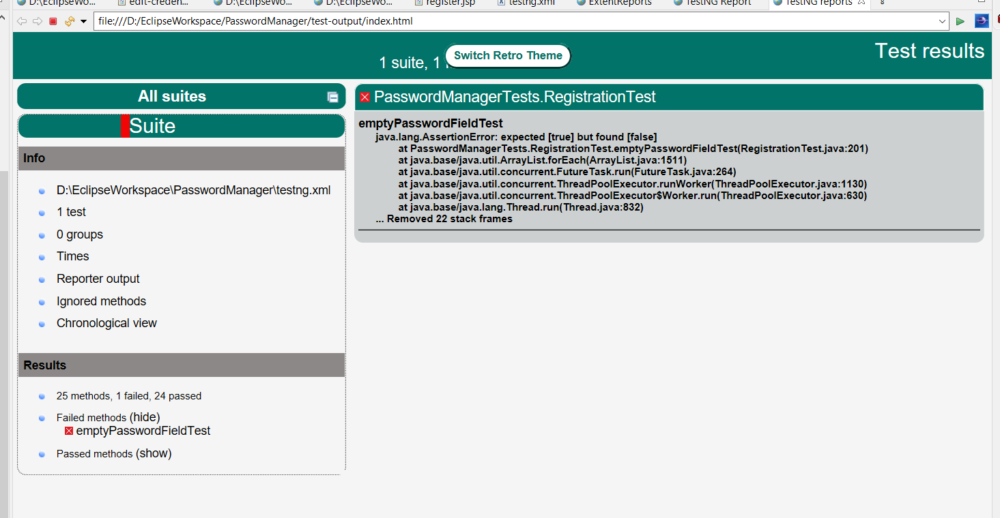 D:\EclipseWo...
edit-creden...
D:\EclipseWo...
D:\EclipseWo...
register.jsp
testng.xml
ExtentReports
TestNG Report
TestNG reports
8
file:///D:/EclipseWorkspace/PasswordManager/test-output/index.html
Test results
1 suite, 1
Switch Retro Theme
All suites
Suite
Info
D:\EclipseWorkspace\PasswordManager\testng.xml
1 test
0 groups
Times
Reporter output
Ignored methods
Chronological view
Results
25 methods, 1 failed, 24 passed
Failed methods (hide)
emptyPasswordFieldTest
Passed methods (show)
PasswordManagerTests.RegistrationTest
emptyPasswordFieldTest
java.lang.AssertionError: expected [true] but found [false]
at PasswordManagerTests.RegistrationTest.emptyPasswordFieldTest(RegistrationTest.java:201)
at java.base/java.util.ArrayList.forEach(ArrayList.java:1511)
at java.base/java.util.concurrent.FutureTask.run(FutureTask.java:264)
at java.base/java.util.concurrent.ThreadPoolExecutor.runWorker(ThreadPoolExecutor.java:1130)
at java.base/java.util.concurrent.ThreadPoolExecutor$Worker.run(ThreadPoolExecutor.java:630)
at java.base/java.lang.Thread.run(Thread.java:832)
... Removed 22 stack frames